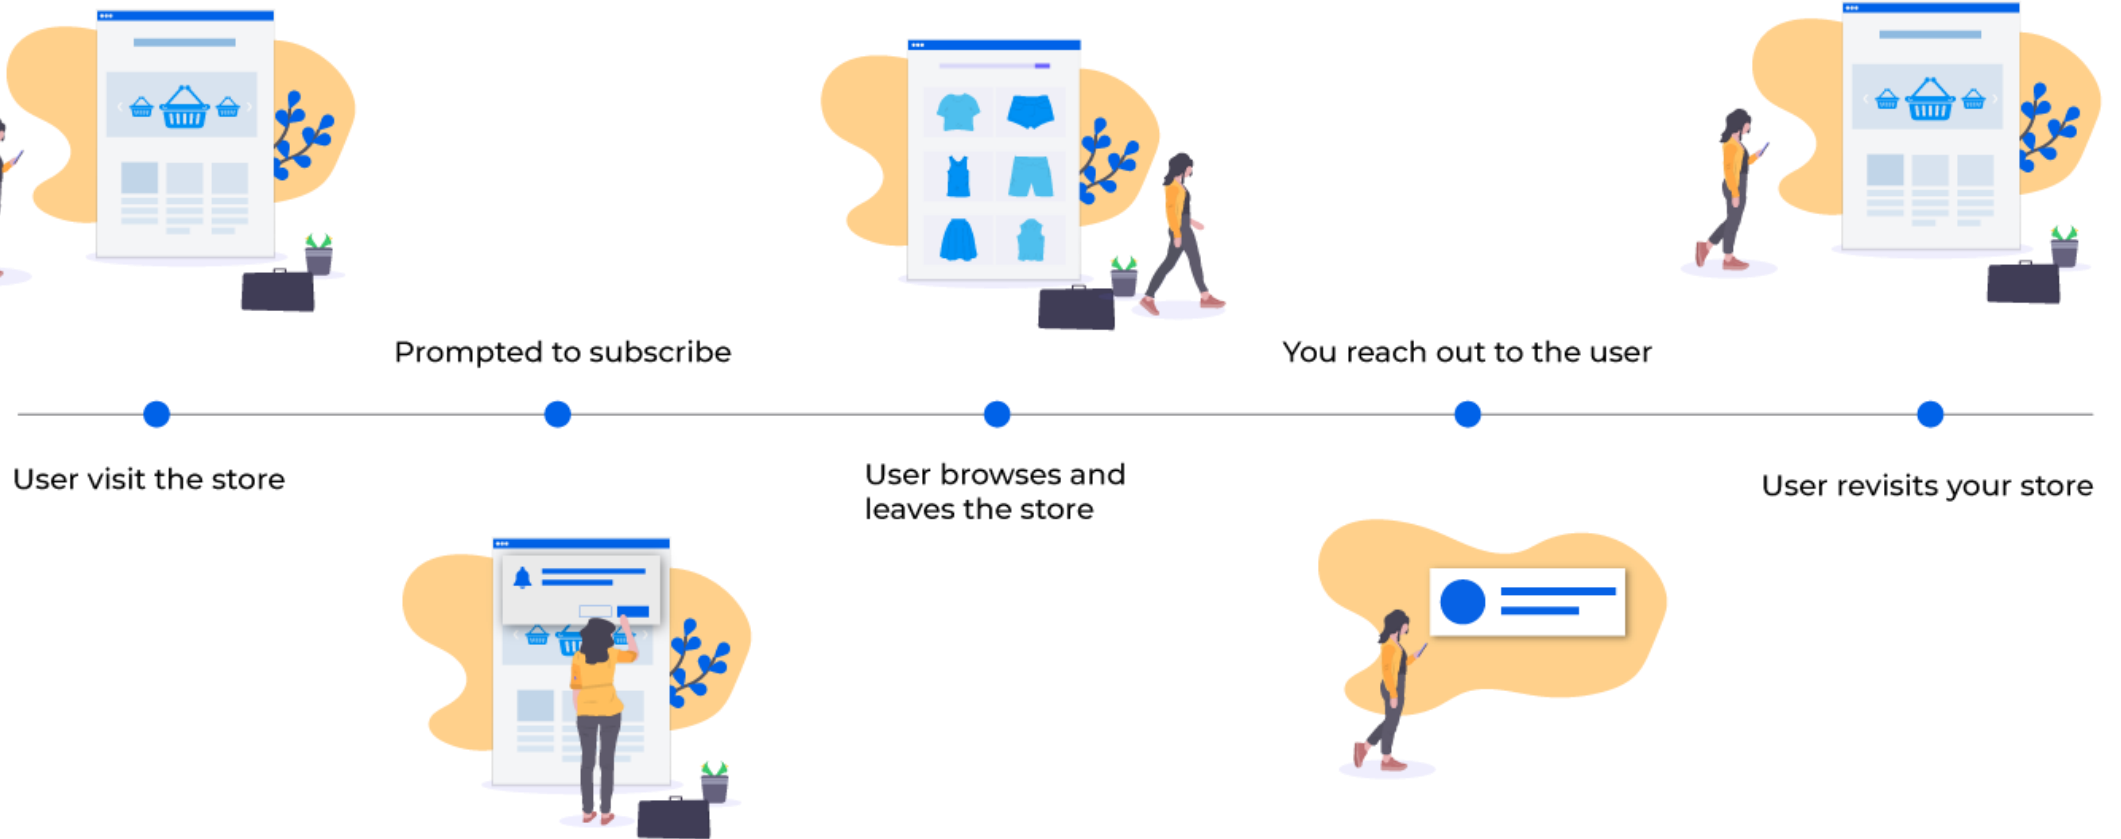 Prompted to subscribe
You reach out to the user
User visit the store
User browses and
leaves the store
User revisits your store